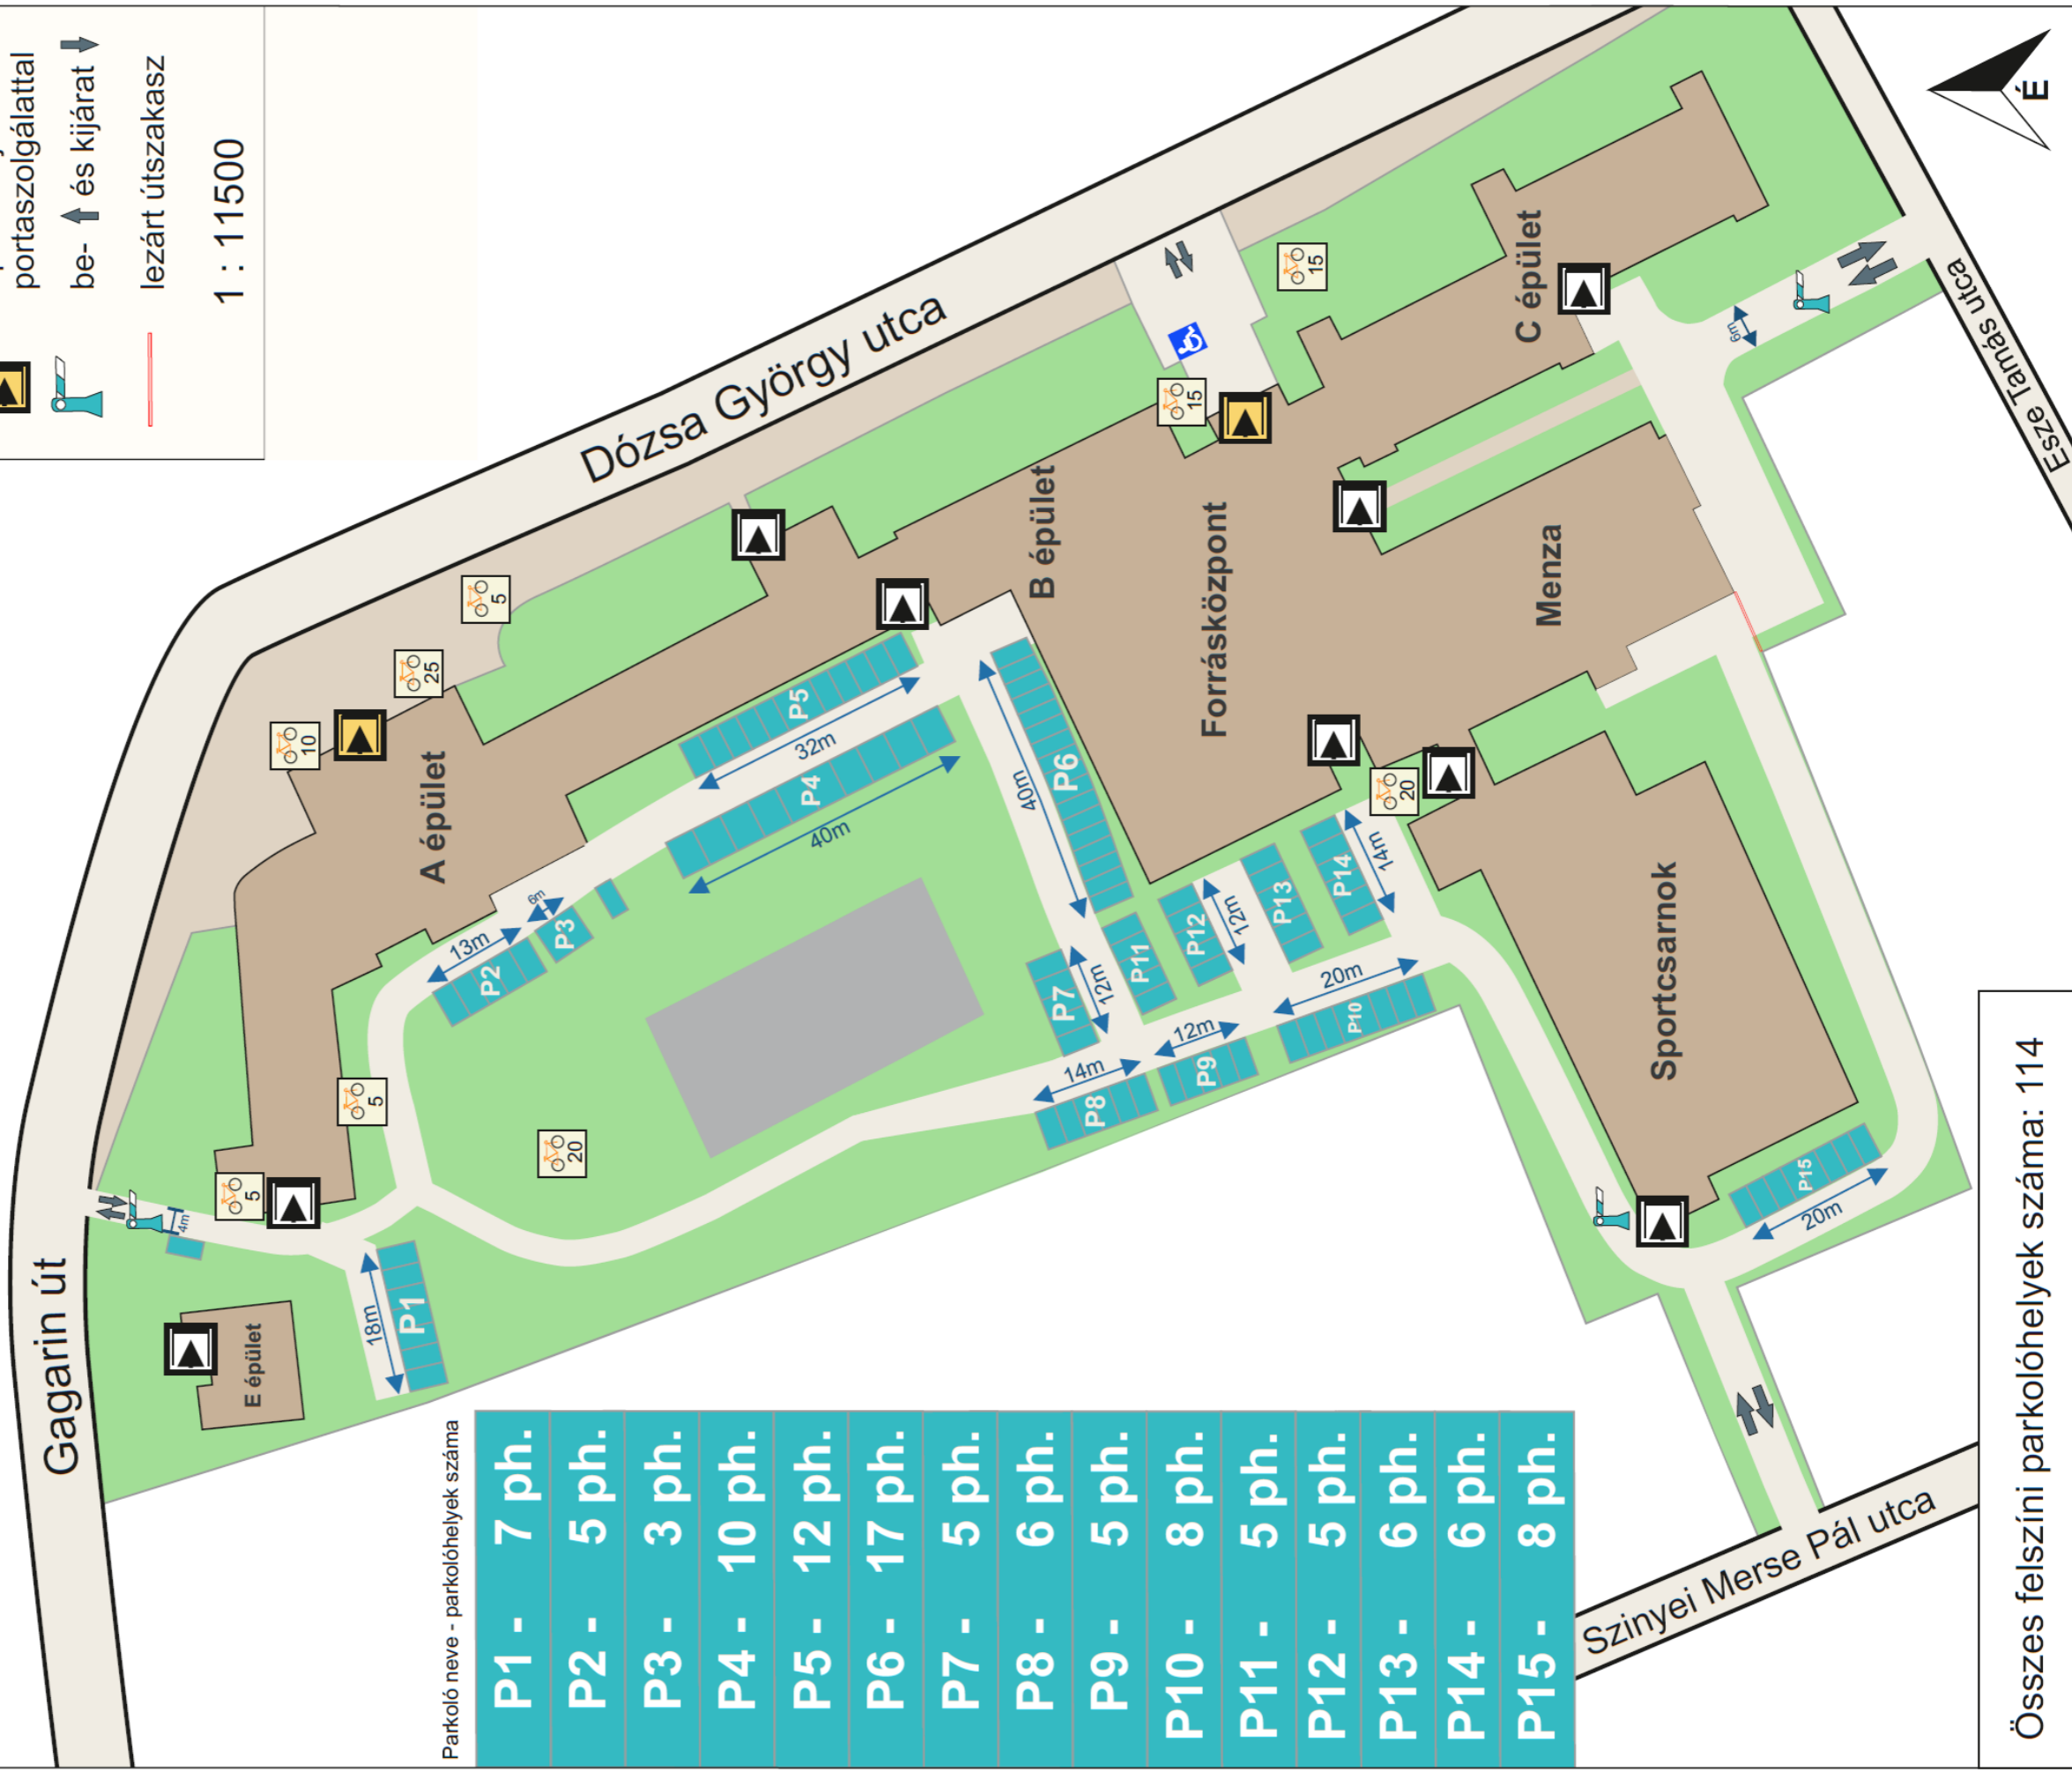 portaszolgálattal
be- és kijárat
lezárt útszakasz
1 : 11500
Gagarin út
Dózsa György utca
Esze Tamás utca
Szinyei Merse Pál utca
É
A épület
B épület
C épület
E épület
Forrásközpont
Menza
Sportcsarnok
10
25
5
15
15
5
5
20
20
4m
18m
P1
13m
P2
6m
P3
P5
32m
P4
40m
40m
P6
P7
12m
14m
P8
12m
P9
20m
P10
P11
P12
12m
P13
P14
14m
P15
20m
6m
Parkoló neve - parkolóhelyek száma
P1 - 7 ph.
P2 - 5 ph.
P3 - 3 ph.
P4 - 10 ph.
P5 - 12 ph.
P6 - 17 ph.
P7 - 5 ph.
P8 - 6 ph.
P9 - 5 ph.
P10 - 8 ph.
P11 - 5 ph.
P12 - 5 ph.
P13 - 6 ph.
P14 - 6 ph.
P15 - 8 ph.
Összes felszíni parkolóhelyek száma: 114